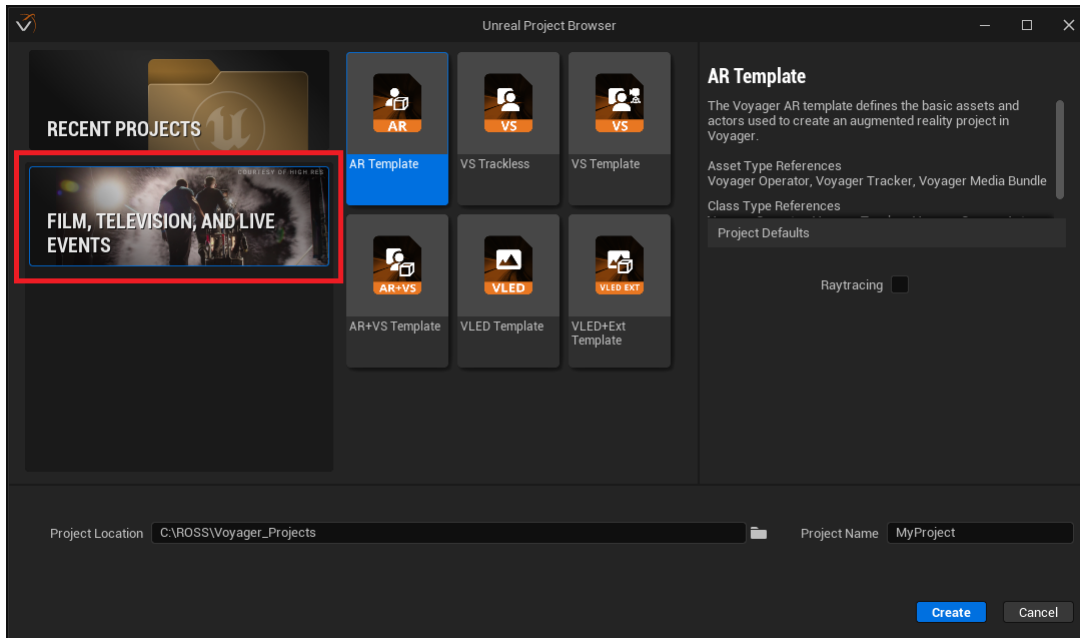 Unreal Project Browser
RECENT PROJECTS
COURTESY OF HIGH RES
FILM, TELEVISION, AND LIVE
EVENTS
AR
AR Template
VS
VS Trackless
VS
VS Template
AR+VS
AR+VS Template
VLED
VLED Template
VLED EXT
VLED+Ext
Template
AR Template
The Voyager AR template defines the basic assets and
actors used to create an augmented reality project in
Voyager.
Asset Type References
Voyager Operator, Voyager Tracker, Voyager Media Bundle
Class Type References
Project Defaults
Raytracing
Project Location
C:\ROSS\Voyager_Projects
Project Name
MyProject
Create
Cancel